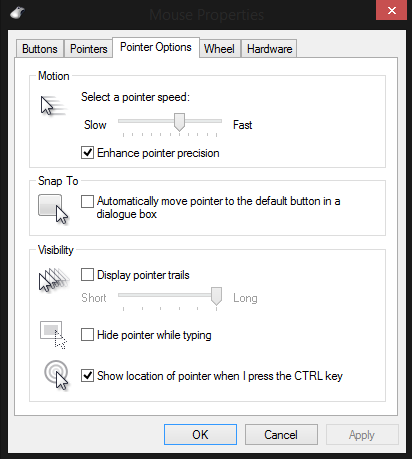 Mouse Properties
Buttons Pointers Pointer Options Wheel Hardware
Motion
Select a pointer speed:
Slow Fast
Enhance pointer precision
Snap To
Automatically move pointer to the default button in a
dialogue box
Visibility
Display pointer trails
Short Long
Hide pointer while typing
Show location of pointer when I press the CTRL key
OK Cancel Apply